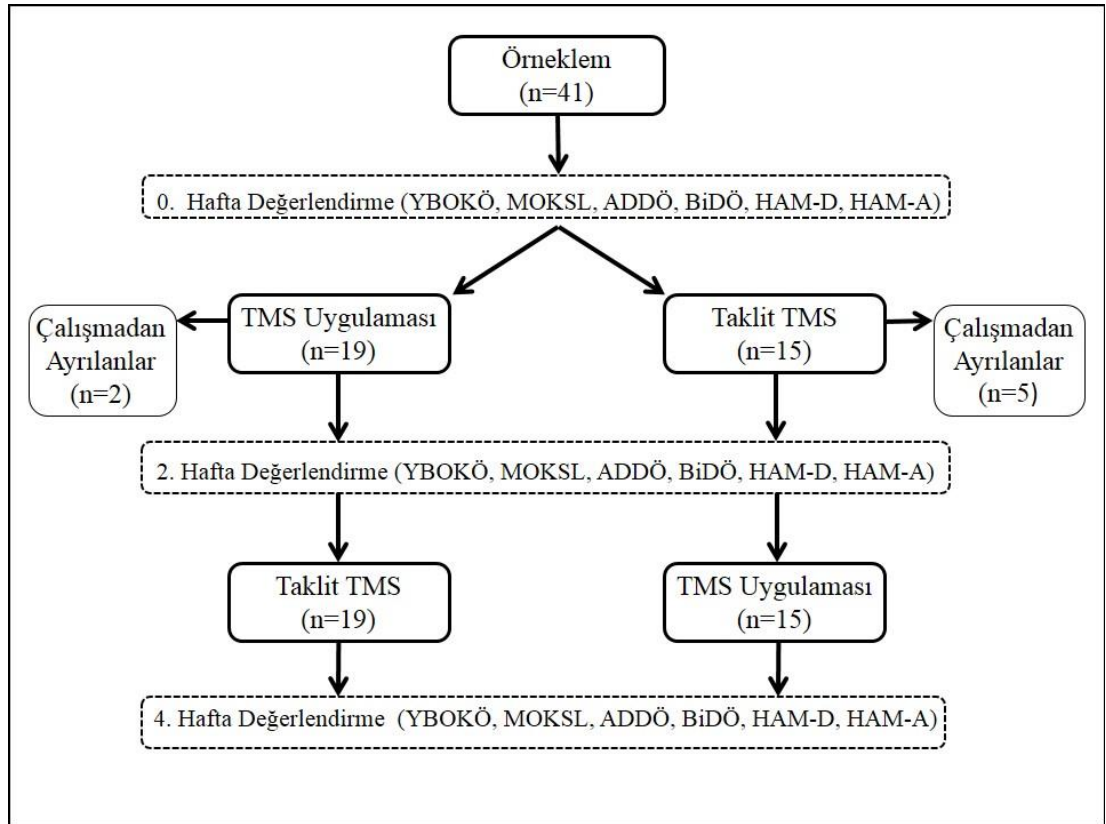 Örneklem
(n=41)
0. Hafta Değerlendirme (YBOKÖ, MOKSL, ADDÖ, BiDÖ, HAM-D, HAM-A)
Çalışmadan
Ayrılanlar
(n=2)
TMS Uygulaması
(n=19)
Taklit TMS
(n=15)
Çalışmadan
Ayrılanlar
(n=5)
2. Hafta Değerlendirme (YBOKÖ, MOKSL, ADDÖ, BiDÖ, HAM-D, HAM-A)
Taklit TMS
(n=19)
TMS Uygulaması
(n=15)
4. Hafta Değerlendirme (YBOKÖ, MOKSL, ADDÖ, BiDÖ, HAM-D, HAM-A)